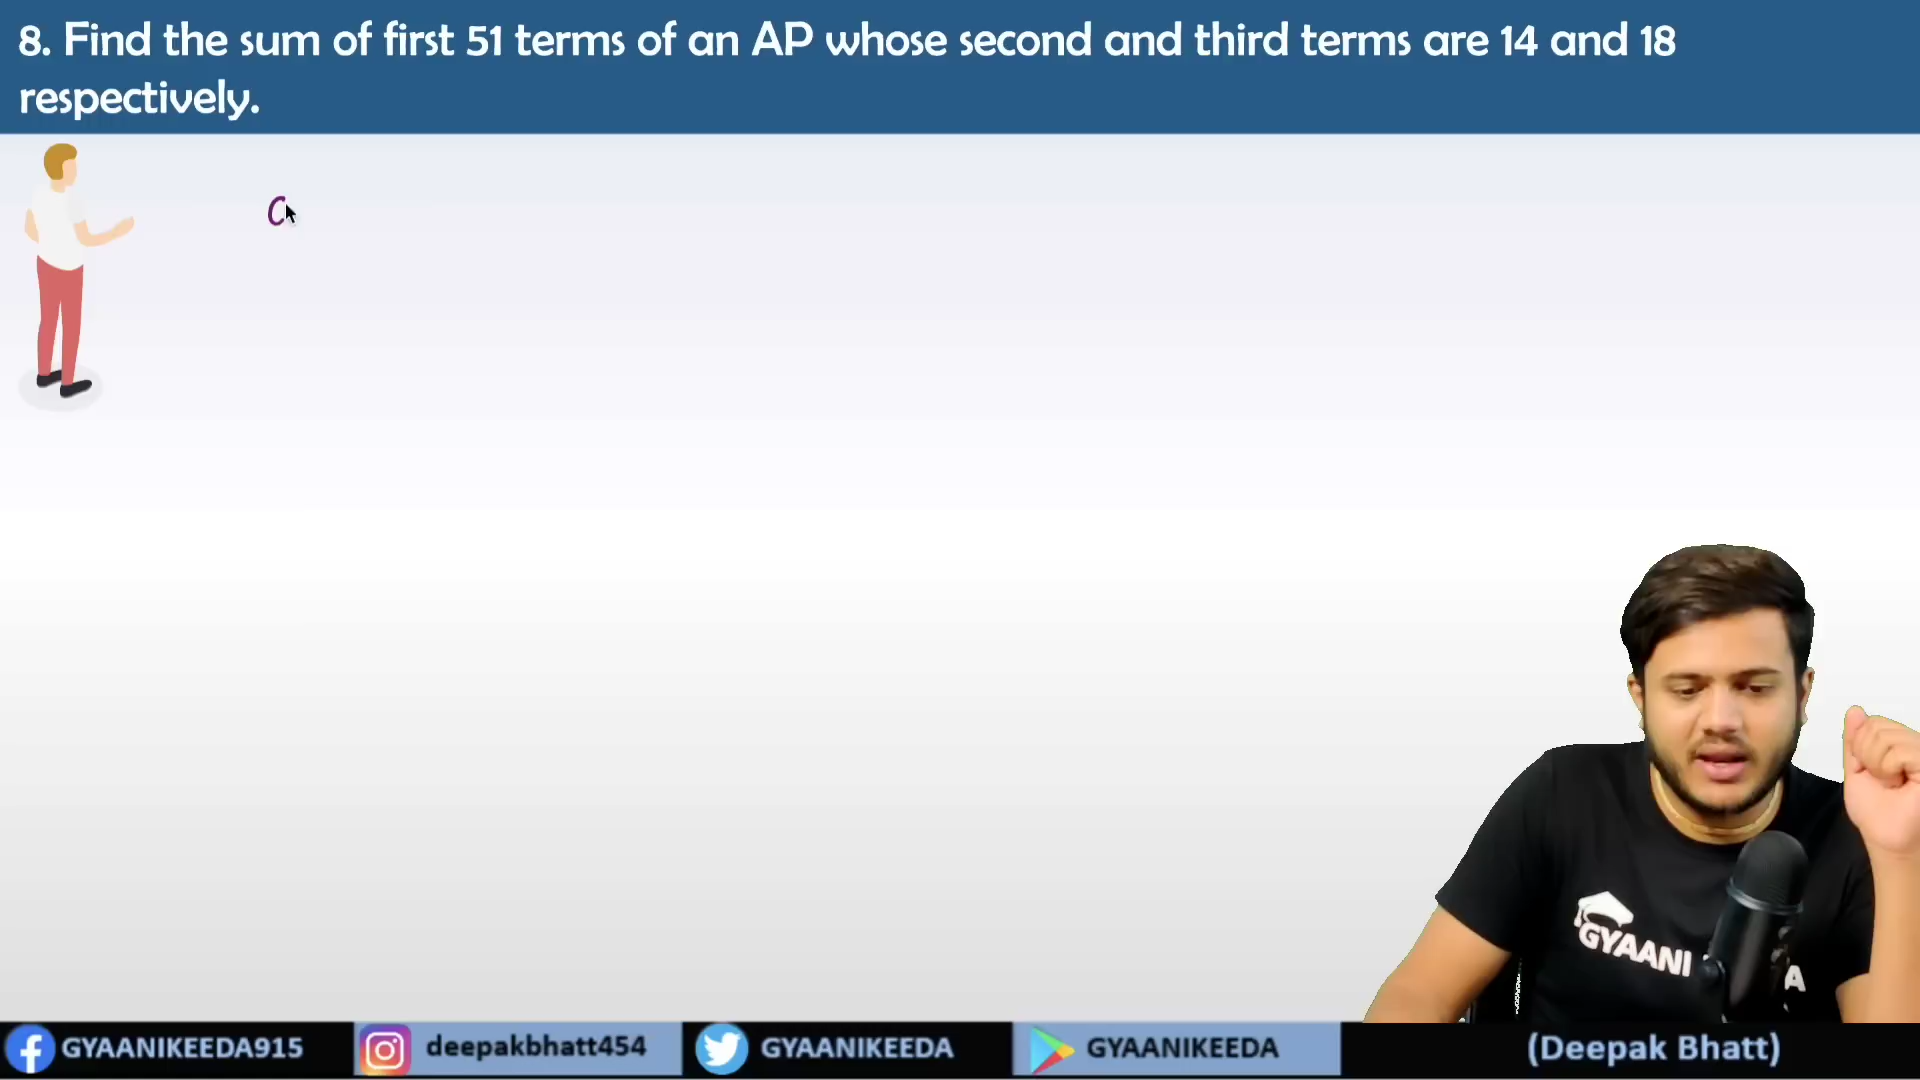 8. Find the sum of first 51 terms of an AP whose second and third terms are 14 and 18
respectively.
GYAANI
A
GYAANIKEEDA915
deepakbhatt454
GYAANIKEEDA
GYAANIKEEDA
(Deepak Bhatt)